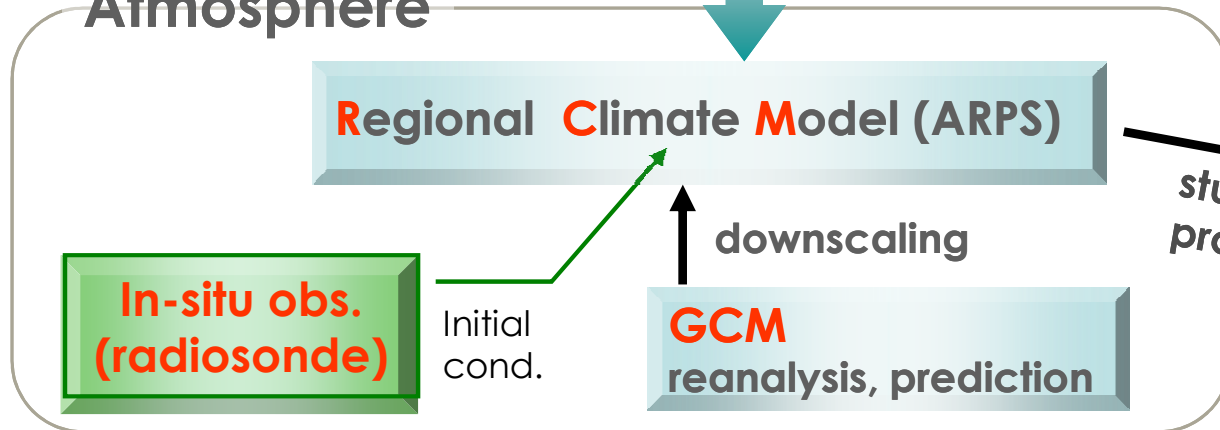 Atmosphere
Regional Climate Model (ARPS)
downscaling
In-situ obs.
(radiosonde)
Initial
cond.
GCM
reanalysis, prediction